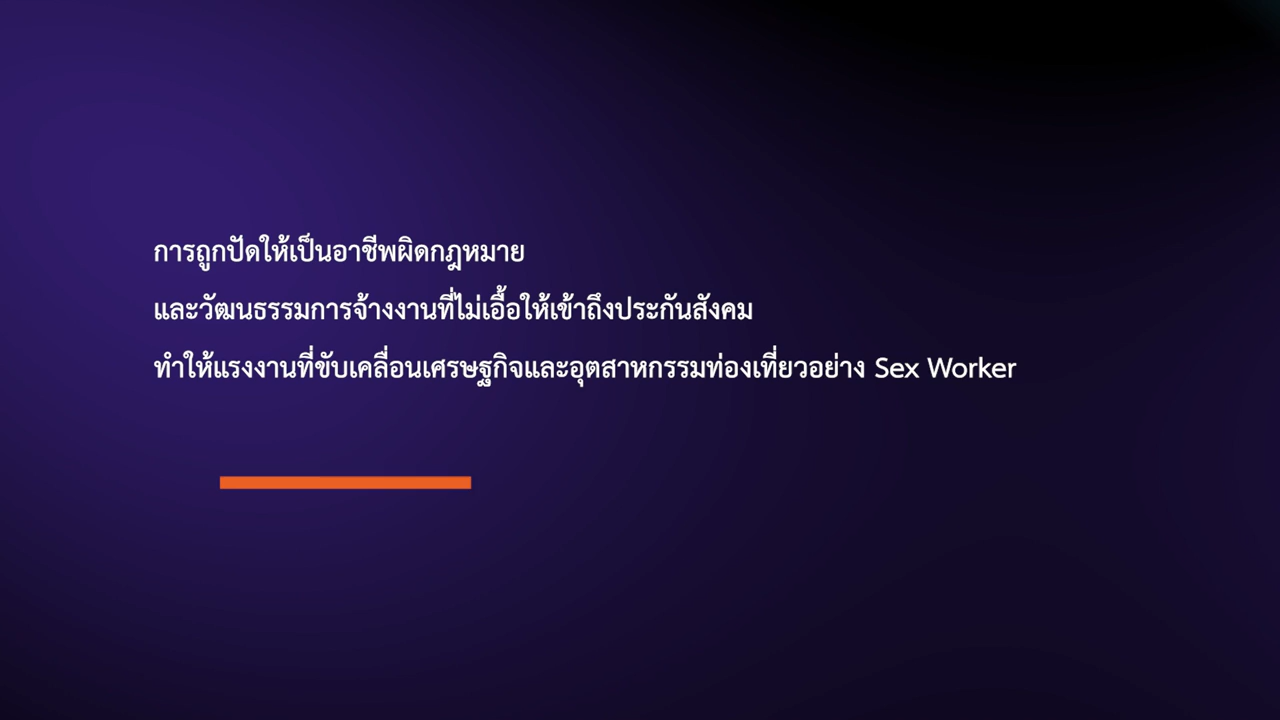 การถูกปัดให้เป็นอาชีพผิดกฎหมาย
และวัฒนธรรมการจ้างงานที่ไม่เอื้อให้เข้าถึงประกันสังคม
ทำให้แรงงานที่ขับเคลื่อนเศรษฐกิจและอุตสาหกรรมท่องเที่ยวอย่าง Sex Worker